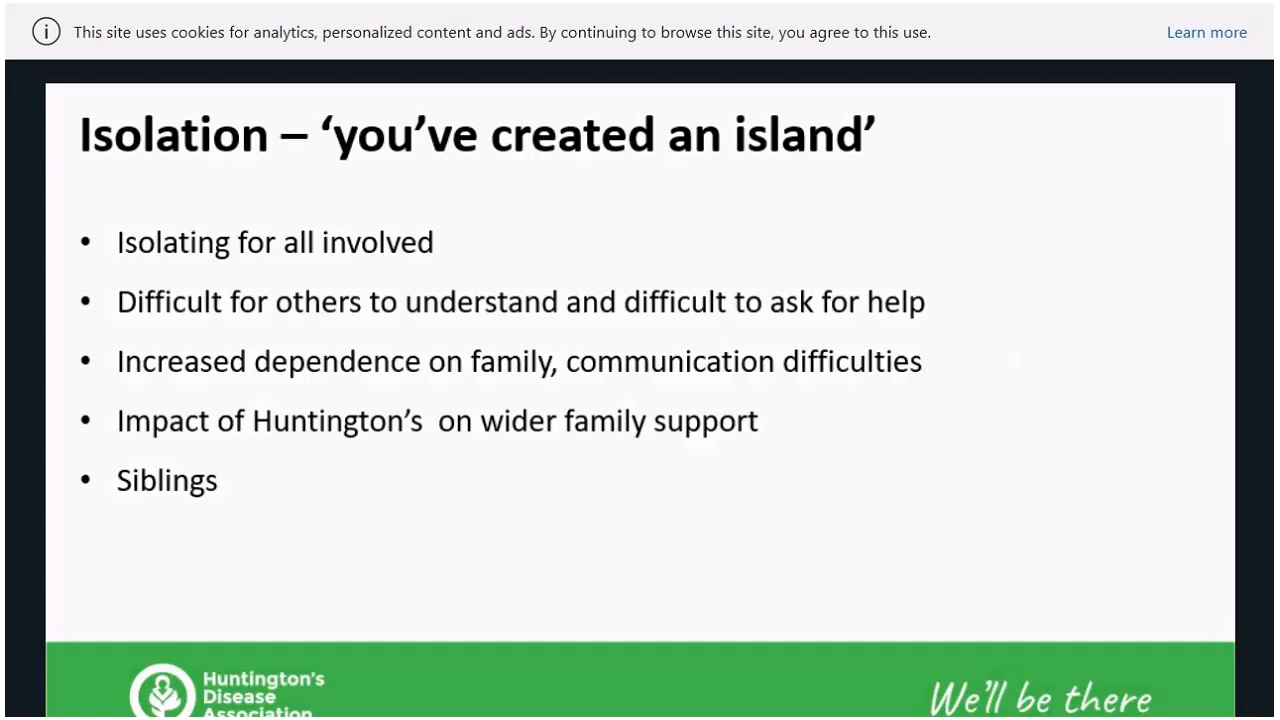 This site uses cookies for analytics, personalized content and ads. By continuing to browse this site, you agree to this use.
Learn more
Isolation – ‘you’ve created an island’
• Isolating for all involved
• Difficult for others to understand and difficult to ask for help
• Increased dependence on family, communication difficulties
• Impact of Huntington’s  on wider family support
• Siblings
Huntington's
Disease
Association
We'll be there